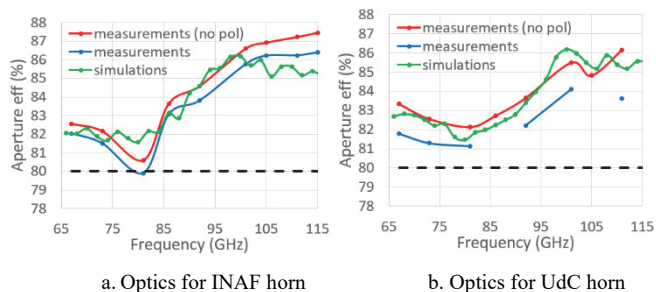 88
87
86
85
84
83
82
81
80
79
78
Aperture eff (%)
measurements (no pol)
measurements
simulations
65 75 85 95 105 115
Frequency (GHz)
a. Optics for INAF horn
88
87
86
85
84
83
82
81
80
79
78
Aperture eff (%)
measurements (no pol)
measurements
simulations
65 75 85 95 105 115
Frequency (GHz)
b. Optics for UdC horn